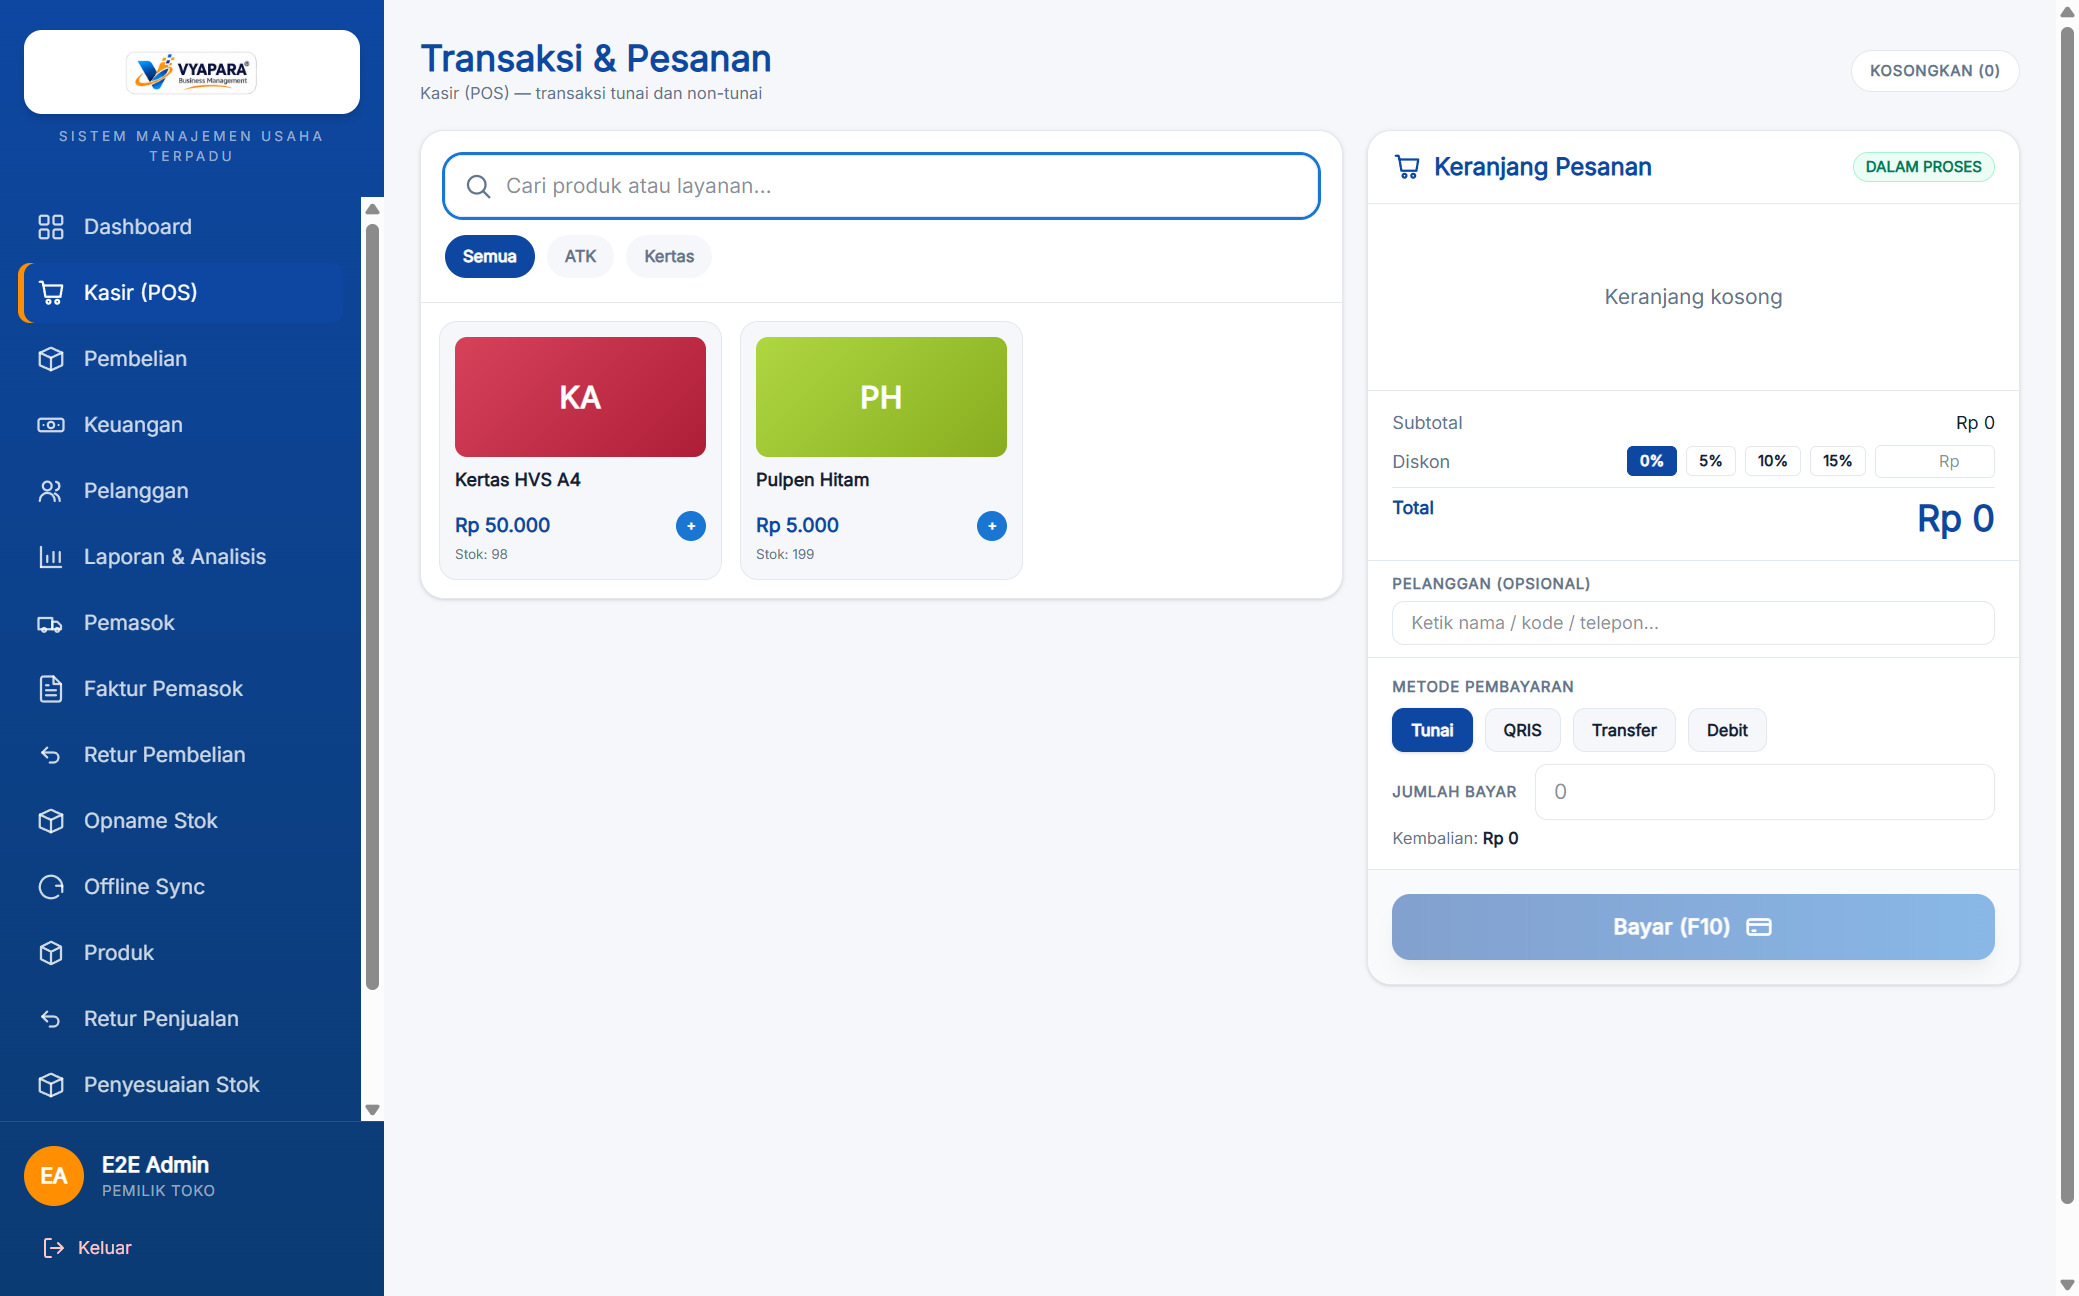 VYAPARA®
Business Management
SISTEM MANAJEMEN USAHA
TERPADU
Dashboard
Kasir (POS)
Pembelian
Keuangan
Pelanggan
Laporan & Analisis
Pemasok
Faktur Pemasok
Retur Pembelian
Opname Stok
Offline Sync
Produk
Retur Penjualan
Penyesuaian Stok
EA
E2E Admin
PEMILIK TOKO
Keluar
Transaksi & Pesanan
Kasir (POS) — transaksi tunai dan non-tunai
KOSONGKAN (0)
Cari produk atau layanan...
Semua
ATK
Kertas
KA
Kertas HVS A4
Rp 50.000
+
Stok: 98
PH
Pulpen Hitam
Rp 5.000
+
Stok: 199
Keranjang Pesanan
DALAM PROSES
Keranjang kosong
Subtotal
Rp 0
Diskon
0%
5%
10%
15%
Rp
Total
Rp 0
PELANGGAN (OPSIONAL)
Ketik nama / kode / telepon...
METODE PEMBAYARAN
Tunai
QRIS
Transfer
Debit
JUMLAH BAYAR
0
Kembalian: Rp 0
Bayar (F10)